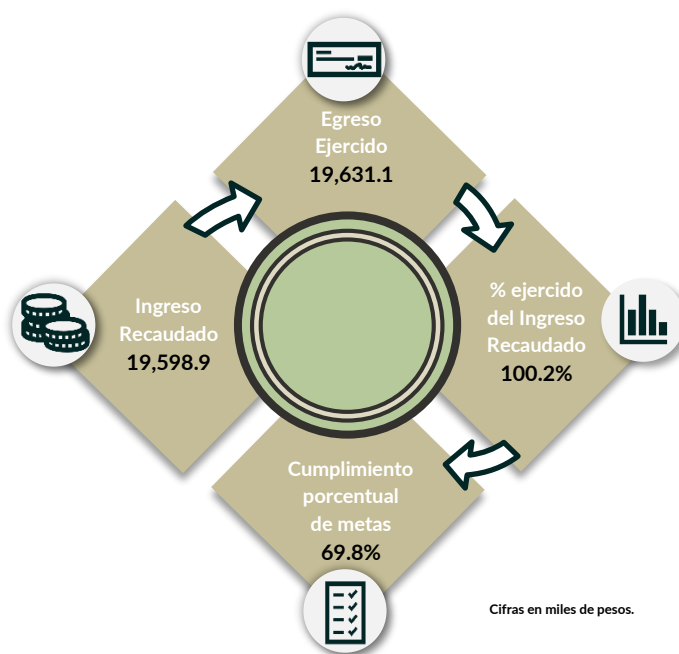 Egreso
Ejercido
19,631.1
Ingreso
Recaudado
19,598.9
% ejercido
del Ingreso
Recaudado
100.2%
Cumplimiento
porcentual
de metas
69.8%
Cifras en miles de pesos.